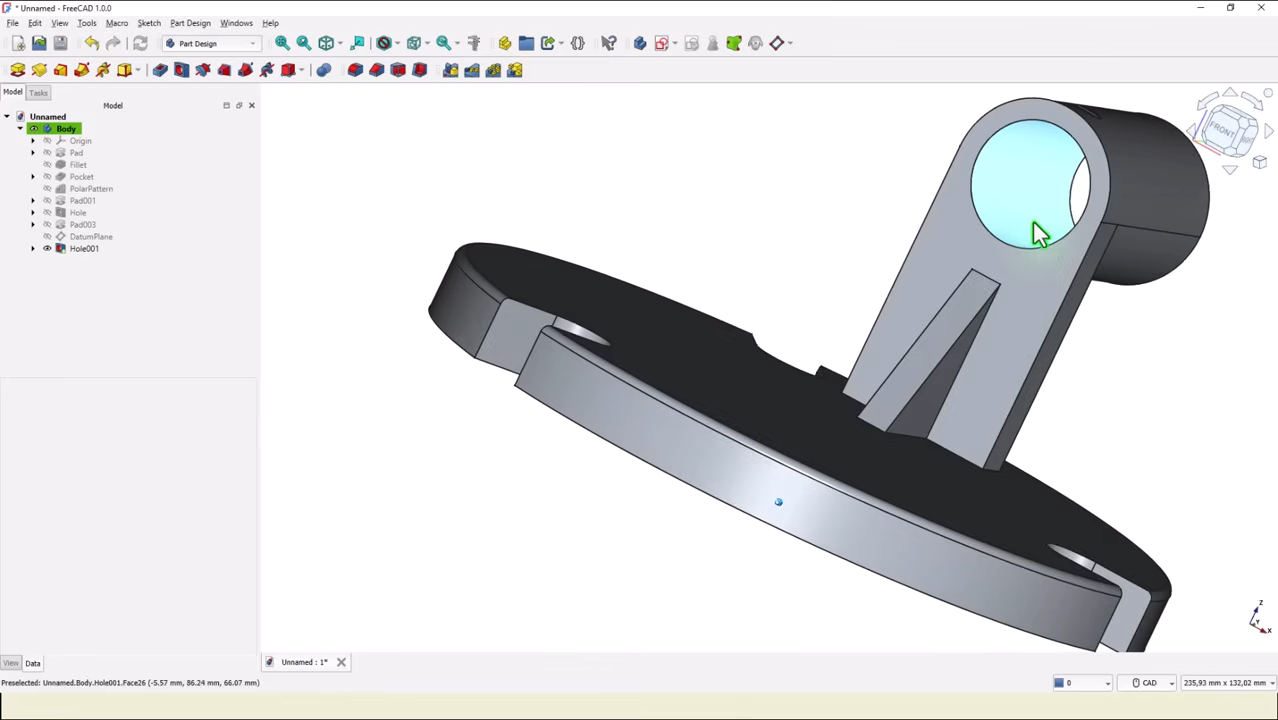 * Unnamed - FreeCAD 1.0.0
File Edit View Tools Macro Sketch Part Design Windows Help
Part Design
Model Tasks
Model
Unnamed
Body
Origin
Pad
Fillet
Pocket
PolarPattern
Pad001
Hole
Pad003
DatumPlane
Hole001
FRONT
Z
Y
X
View Data
Unnamed : 1*
Preselected: Unnamed.Body.Hole001.Face26 (-5.57 mm, 86.24 mm, 66.07 mm)
0
CAD
235,93 mm x 132,02 mm